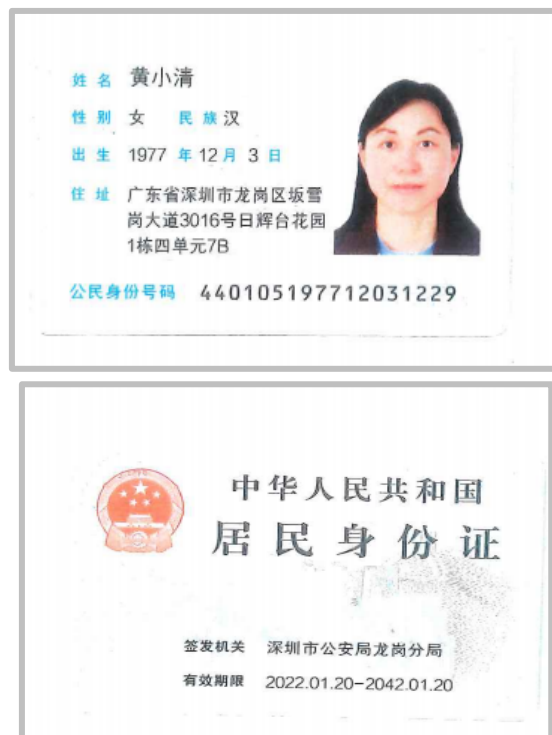 姓名 黄小清
性别 女 民族 汉
出生 1977 年 12 月 3 日
住址 广东省深圳市龙岗区坂雪
岗大道3016号日辉台花园
1栋四单元7B
公民身份号码 440105197712031229
中华人民共和国
居民身份证
签发机关 深圳市公安局龙岗分局
有效期限 2022.01.20-2042.01.20